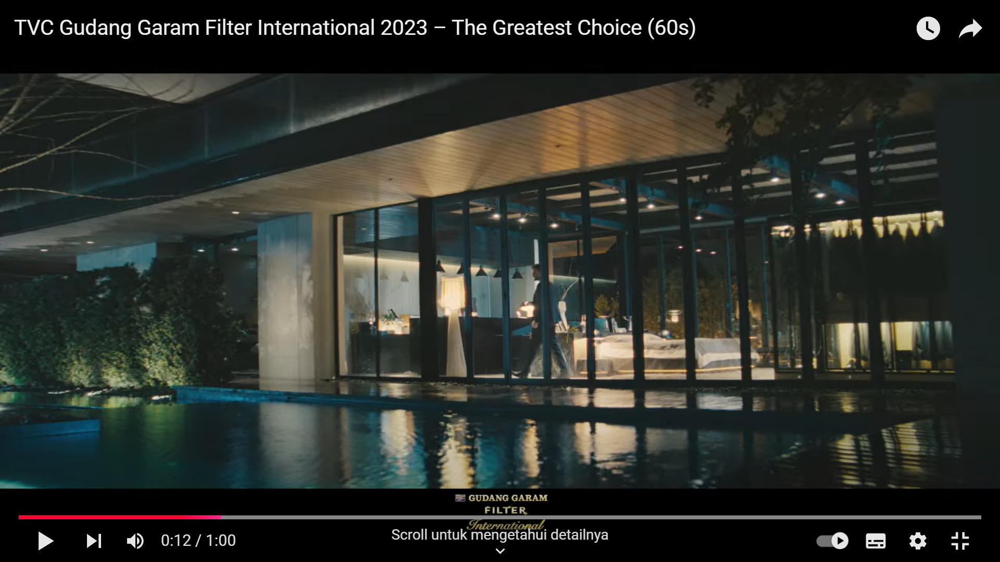 TVC Gudang Garam Filter International 2023 – The Greatest Choice (60s)
GUDANG GARAM
FILTER
International
0:12 / 1:00
Scroll untuk mengetahui detailnya